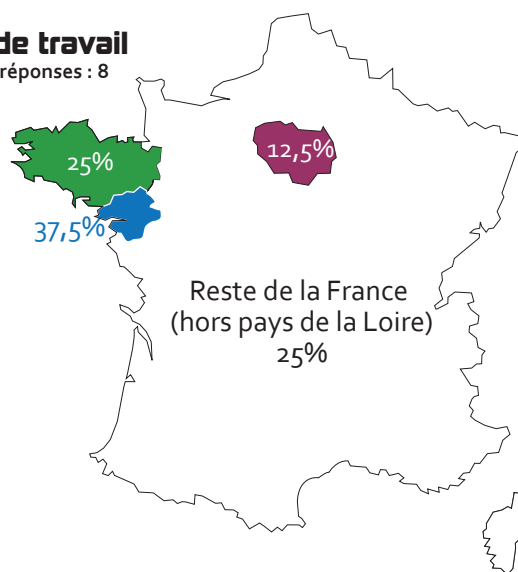 de travail
réponses : 8
25%
12,5%
37,5%
Reste de la France
(hors pays de la Loire)
25%